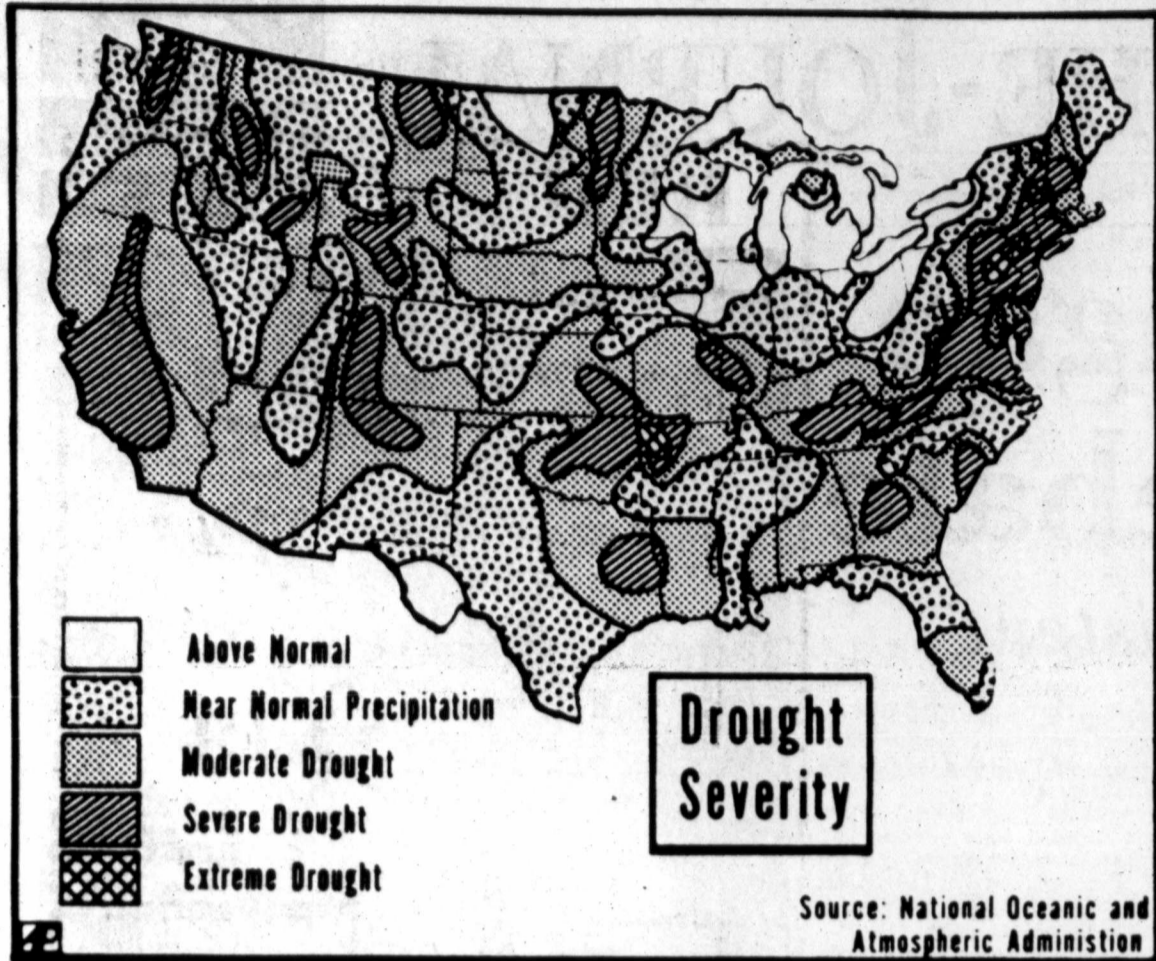 Above Normal
Near Normal Precipitation
Moderate Drought
Severe Drought
Extreme Drought
Drought
Severity
Source: National Oceanic and
Atmospheric Administion
AP